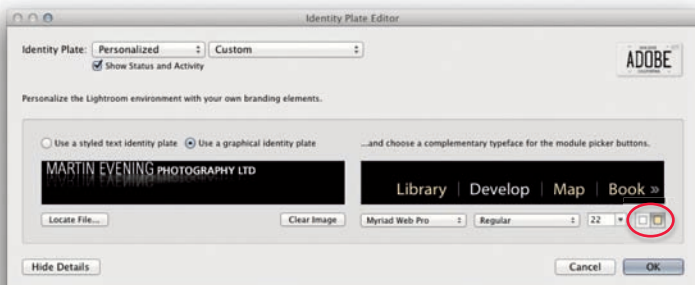 Identity Plate Editor
Identity Plate: Personalized Custom
Show Status and Activity
ADOBE
Personalize the Lightroom environment with your own branding elements.
Use a styled text identity plate Use a graphical identity plate ...and choose a complementary typeface for the module picker buttons.
MARTIN EVENING PHOTOGRAPHY LTD
Library | Develop | Map | Book »
Locate File... Clear Image Myriad Web Pro Regular 22
Hide Details Cancel OK